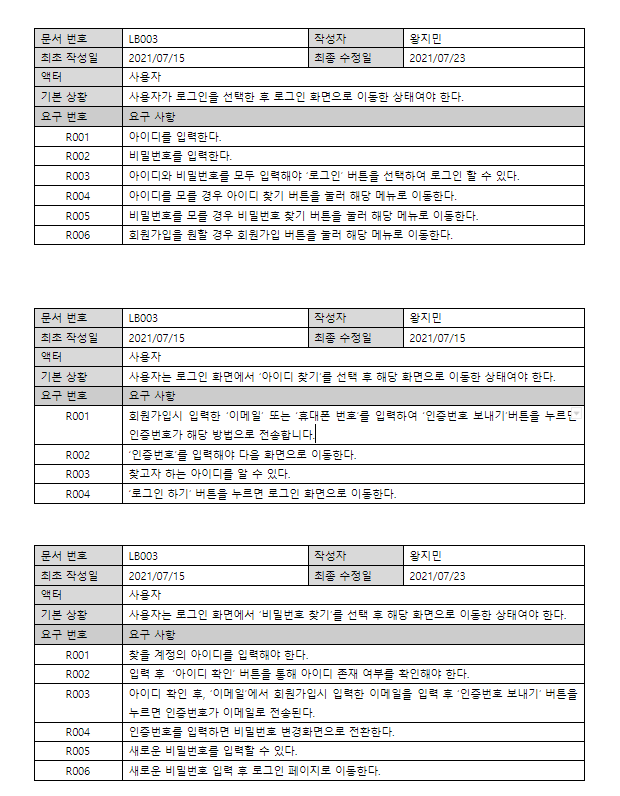 문서 번호 LB003 작성자 왕지민
최초 작성일 2021/07/15 최종 수정일 2021/07/23
액터 사용자
기본 상황 사용자가 로그인을 선택한 후 로그인 화면으로 이동한 상태여야 한다.
요구 번호 요구 사항
R001 아이디를 입력한다.
R002 비밀번호를 입력한다.
R003 아이디와 비밀번호를 모두 입력해야 '로그인' 버튼을 선택하여 로그인 할 수 있다.
R004 아이디를 모를 경우 아이디 찾기 버튼을 눌러 해당 메뉴로 이동한다.
R005 비밀번호를 모를 경우 비밀번호 찾기 버튼을 눌러 해당 메뉴로 이동한다.
R006 회원가입을 원할 경우 회원가입 버튼을 눌러 해당 메뉴로 이동한다.
문서 번호 LB003 작성자 왕지민
최초 작성일 2021/07/15 최종 수정일 2021/07/15
액터 사용자
기본 상황 사용자는 로그인 화면에서 '아이디 찾기'를 선택 후 해당 화면으로 이동한 상태여야 한다.
요구 번호 요구 사항
R001 회원가입시 입력한 '이메일' 또는 '휴대폰 번호'를 입력하여 '인증번호 보내기'버튼을 누르면
인증번호가 해당 방법으로 전송합니다.
R002 '인증번호'를 입력해야 다음 화면으로 이동한다.
R003 찾고자 하는 아이디를 알 수 있다.
R004 '로그인 하기' 버튼을 누르면 로그인 화면으로 이동한다.
문서 번호 LB003 작성자 왕지민
최초 작성일 2021/07/15 최종 수정일 2021/07/23
액터 사용자
기본 상황 사용자는 로그인 화면에서 '비밀번호 찾기'를 선택 후 해당 화면으로 이동한 상태여야 한다.
요구 번호 요구 사항
R001 찾을 계정의 아이디를 입력해야 한다.
R002 입력 후 '아이디 확인' 버튼을 통해 아이디 존재 여부를 확인해야 한다.
R003 아이디 확인 후, '이메일'에서 회원가입시 입력한 이메일을 입력 후 '인증번호 보내기' 버튼을
누르면 인증번호가 이메일로 전송된다.
R004 인증번호를 입력하면 비밀번호 변경화면으로 전환한다.
R005 새로운 비밀번호를 입력할 수 있다.
R006 새로운 비밀번호 입력 후 로그인 페이지로 이동한다.